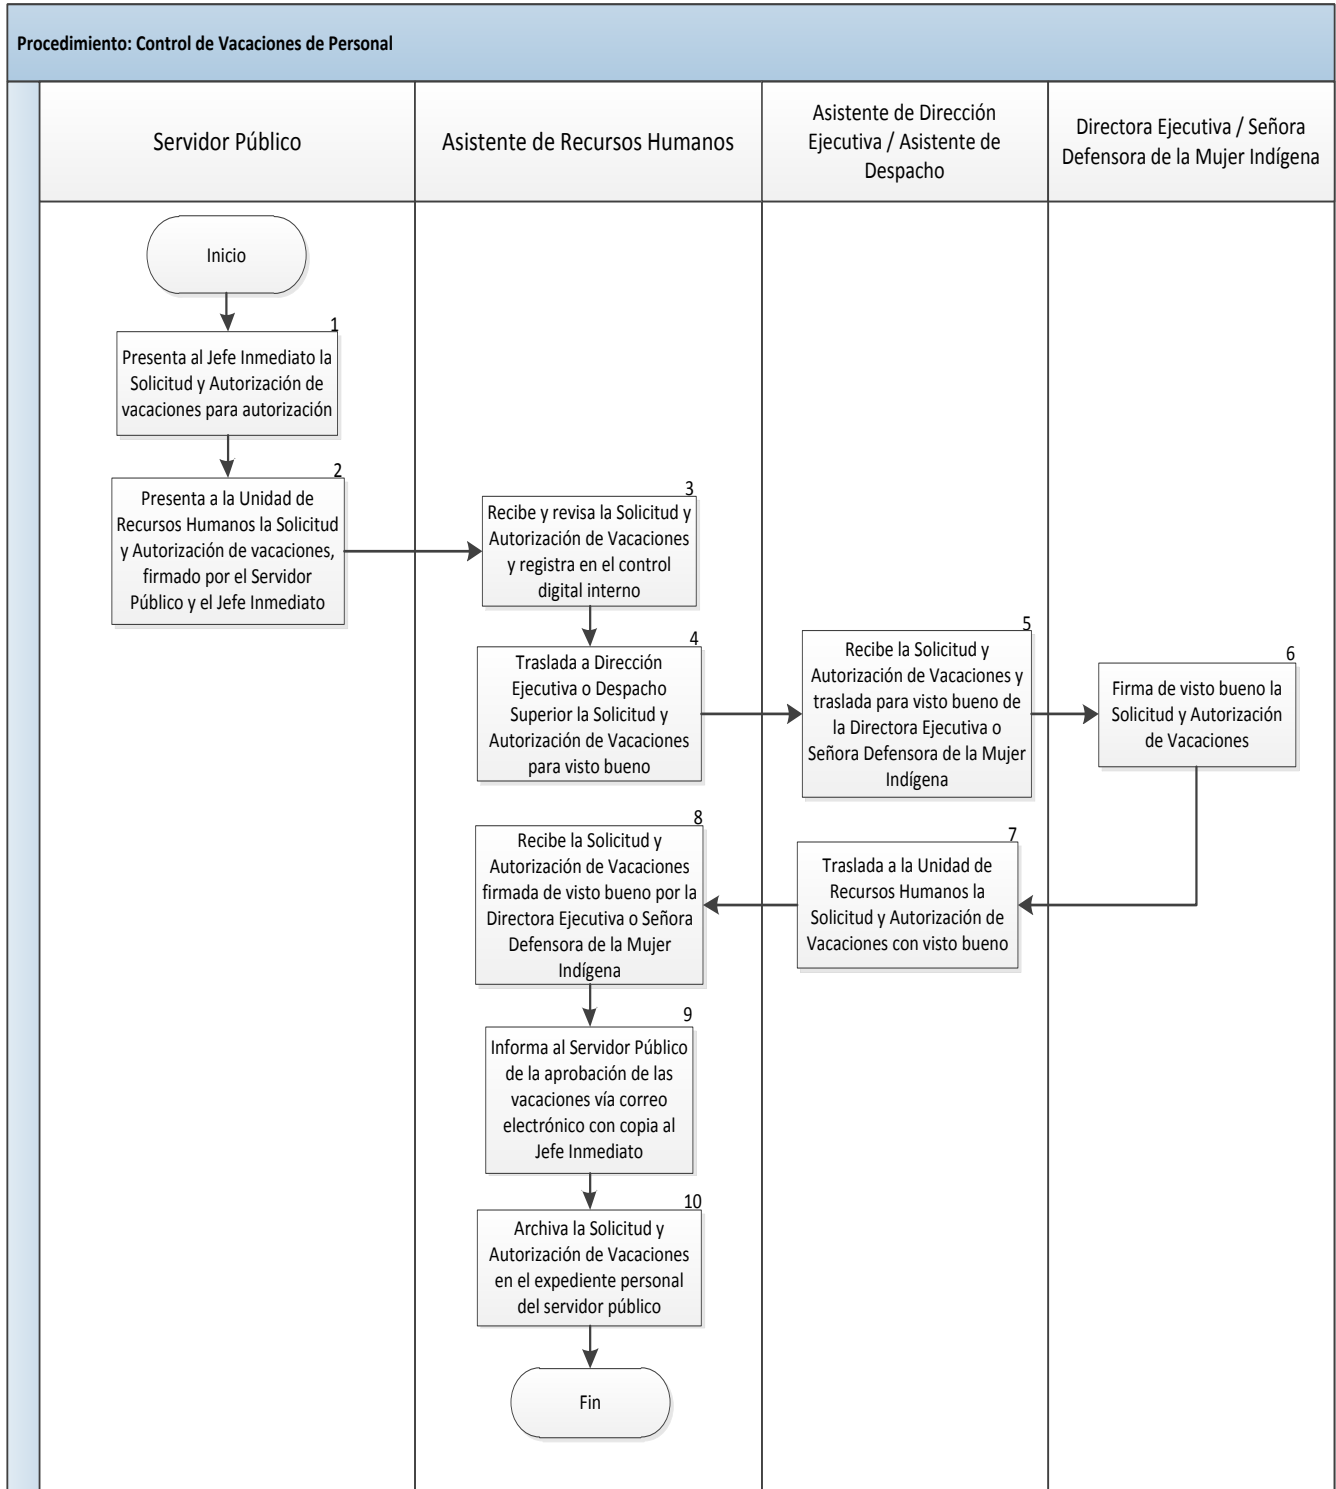 Procedimiento: Control de Vacaciones de Personal
Servidor Público
Asistente de Recursos Humanos
Asistente de Dirección
Ejecutiva / Asistente de
Despacho
Directora Ejecutiva / Señora
Defensora de la Mujer Indígena
Inicio
1
Presenta al Jefe Inmediato la
Solicitud y Autorización de
vacaciones para autorización
2
Presenta a la Unidad de
Recursos Humanos la Solicitud
y Autorización de vacaciones,
firmado por el Servidor
Público y el Jefe Inmediato
3
Recibe y revisa la Solicitud y
Autorización de Vacaciones
y registra en el control
digital interno
4
Traslada a Dirección
Ejecutiva o Despacho
Superior la Solicitud y
Autorización de Vacaciones
para visto bueno
5
Recibe la Solicitud y
Autorización de Vacaciones y
traslada para visto bueno de
la Directora Ejecutiva o
Señora Defensora de la Mujer
Indígena
6
Firma de visto bueno la
Solicitud y Autorización
de Vacaciones
7
Traslada a la Unidad de
Recursos Humanos la
Solicitud y Autorización de
Vacaciones con visto bueno
8
Recibe la Solicitud y
Autorización de Vacaciones
firmada de visto bueno por la
Directora Ejecutiva o Señora
Defensora de la Mujer
Indígena
9
Informa al Servidor Público
de la aprobación de las
vacaciones vía correo
electrónico con copia al
Jefe Inmediato
10
Archiva la Solicitud y
Autorización de Vacaciones
en el expediente personal
del servidor público
Fin